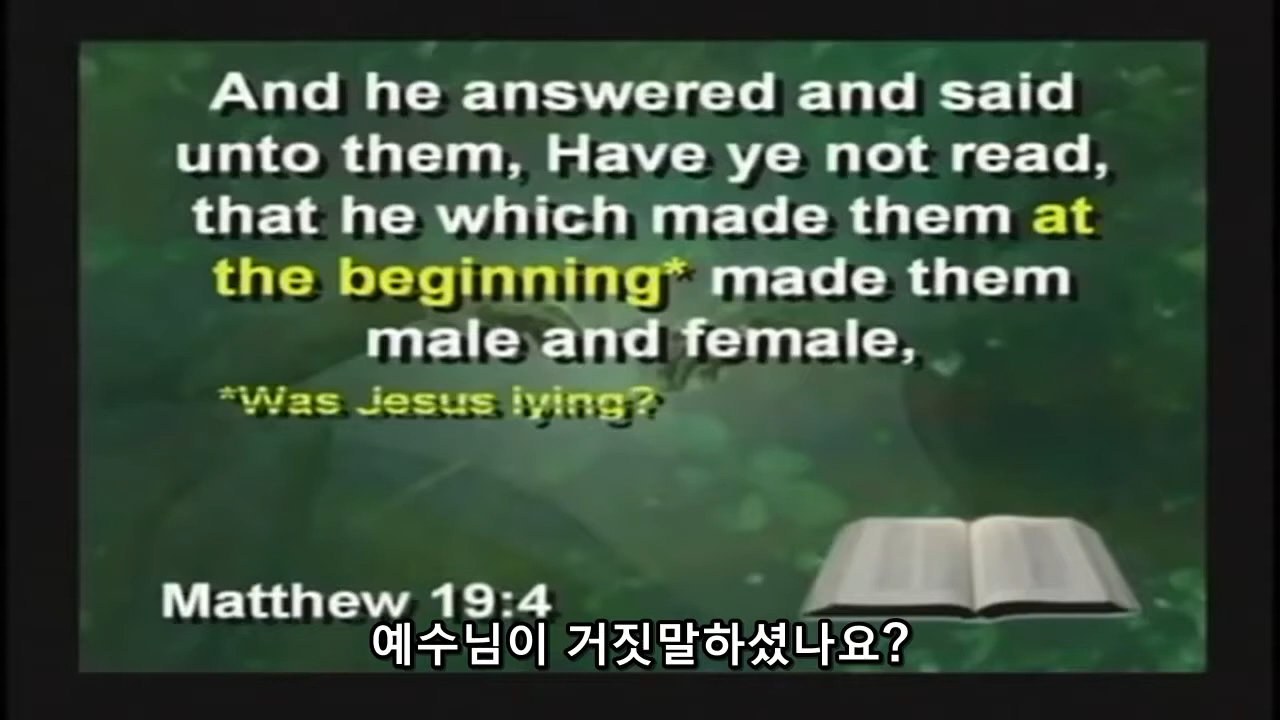 And he answered and said
unto them, Have ye not read,
that he which made them at
the beginning* made them
male and female,
*Was Jesus lying?
Matthew 19:4
예수님이 거짓말하셨나요?